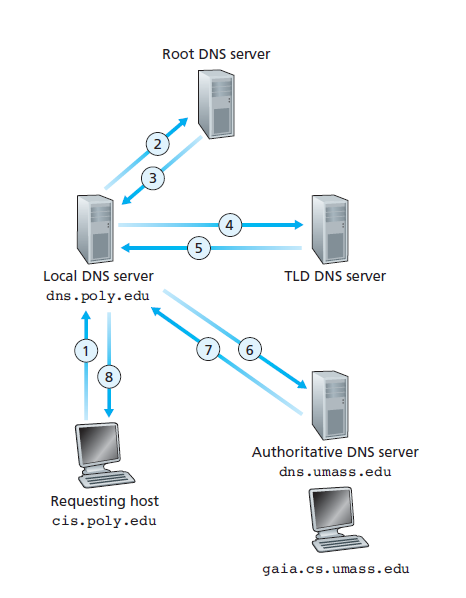 Root DNS server
2
3
4
5
Local DNS server
dns.poly.edu
TLD DNS server
1
8
7
6
Authoritative DNS server
dns.umass.edu
Requesting host
cis.poly.edu
gaia.cs.umass.edu